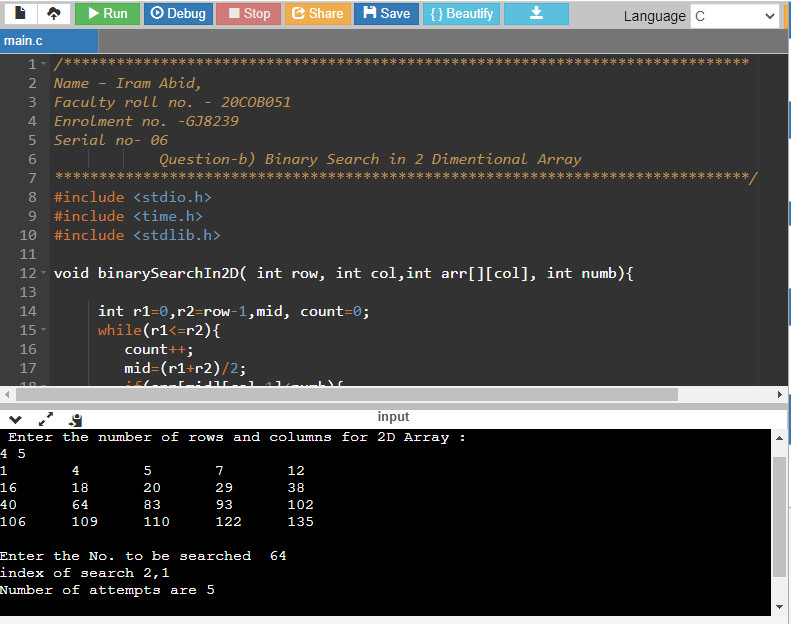 Run Debug Stop Share Save { } Beautify Language C
main.c
1 /******************************************************************************
2 Name - Iram Abid,
3 Faculty roll no. - 20COB051
4 Enrolment no. -GJ8239
5 Serial no- 06
6 Question-b) Binary Search in 2 Dimentional Array
7 *******************************************************************************/
8 #include <stdio.h>
9 #include <time.h>
10 #include <stdlib.h>
11
12 void binarySearchIn2D( int row, int col,int arr[][col], int numb){
13
14 int r1=0,r2=row-1,mid, count=0;
15 while(r1<=r2){
16 count++;
17 mid=(r1+r2)/2;
18 if(arr[mid][col-1]<numb){
input
Enter the number of rows and columns for 2D Array :
4 5
1 4 5 7 12
16 18 20 29 38
40 64 83 93 102
106 109 110 122 135
Enter the No. to be searched 64
index of search 2,1
Number of attempts are 5